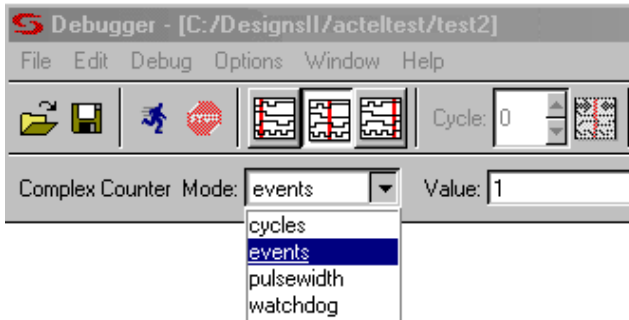 Debugger - [C:/DesignsII/acteltest/test2]
File Edit Debug Options Window Help
STOP Cycle: 0
Complex Counter Mode: events Value: 1
cycles
events
pulsewidth
watchdog